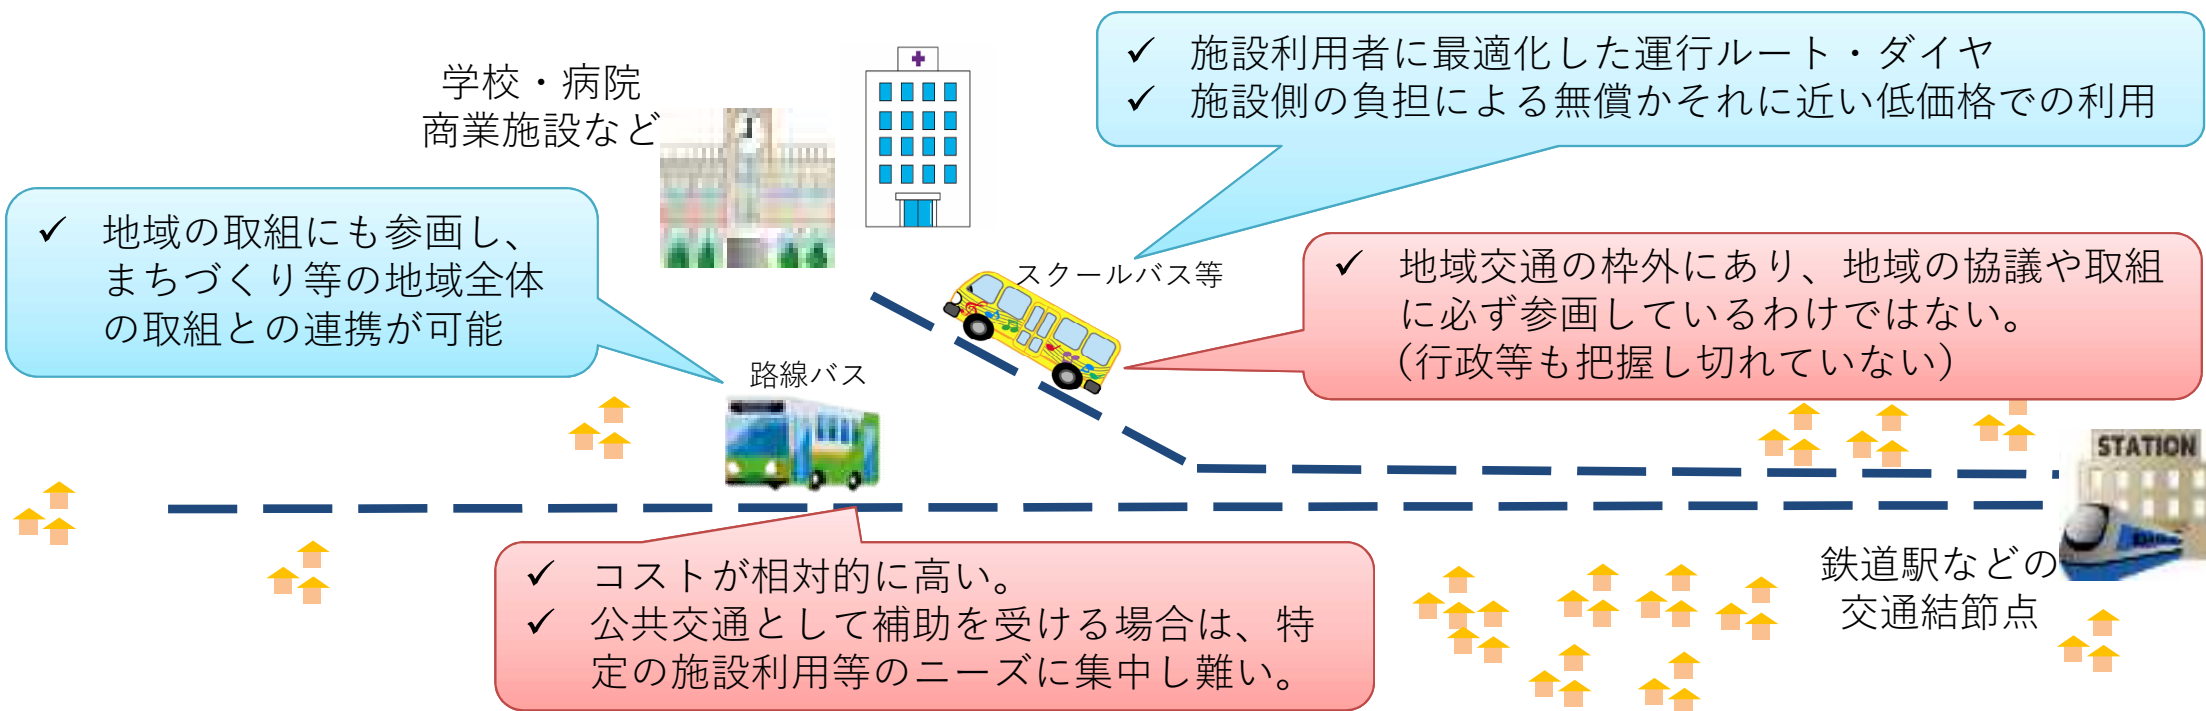 学校・病院
商業施設など
✓ 施設利用者に最適化した運行ルート・ダイヤ
✓ 施設側の負担による無償かそれに近い低価格での利用
✓ 地域の取組にも参画し、
まちづくり等の地域全体
の取組との連携が可能
スクールバス等
✓ 地域交通の枠外にあり、地域の協議や取組
に必ず参画しているわけではない。
（行政等も把握し切れていない）
路線バス
STATION
✓ コストが相対的に高い。
✓ 公共交通として補助を受ける場合は、特
定の施設利用等のニーズに集中し難い。
鉄道駅などの
交通結節点